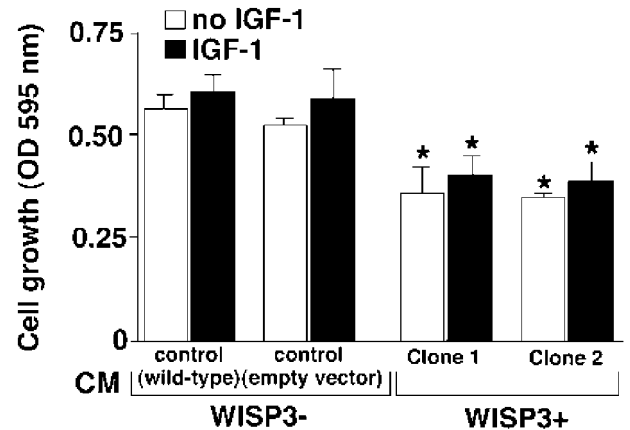 no IGF-1
IGF-1
Cell growth (OD 595 nm)
0.75
0.50
0.25
0
* * * *
control (wild-type)
control (empty vector)
Clone 1
Clone 2
CM
WISP3-
WISP3+